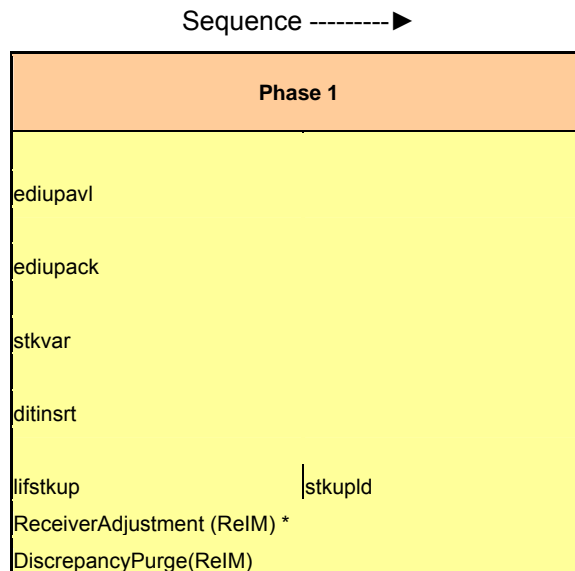 Sequence ---------►
Phase 1
ediupavl
ediupack
stkvar
ditinsrt
lifstkup stkupld
ReceiverAdjustment (ReIM) *
DiscrepancyPurge(ReIM)